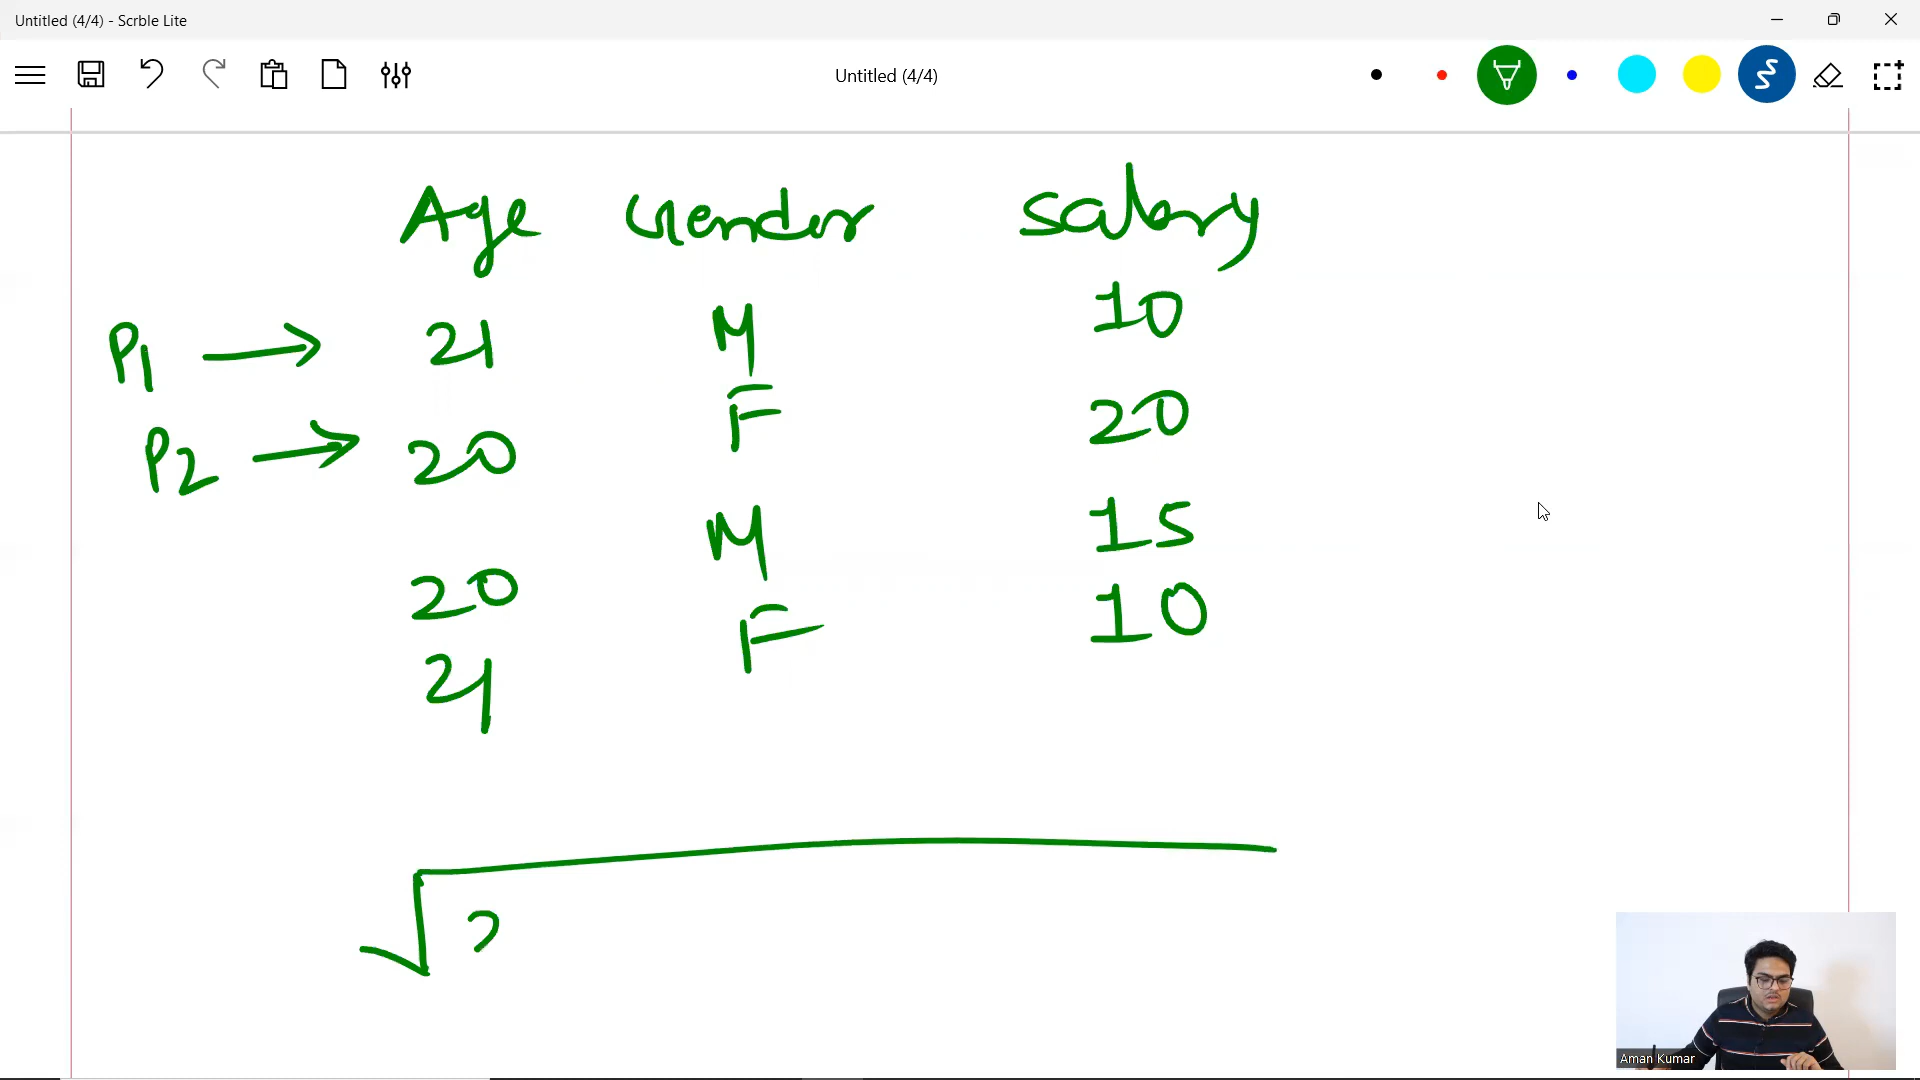 Untitled (4/4) - Scrble Lite
Untitled (4/4)
Age Gender Salary
P1 → 21 M 10
P2 → 20 F 20
20 M 15
21 F 10
√2
Aman Kumar